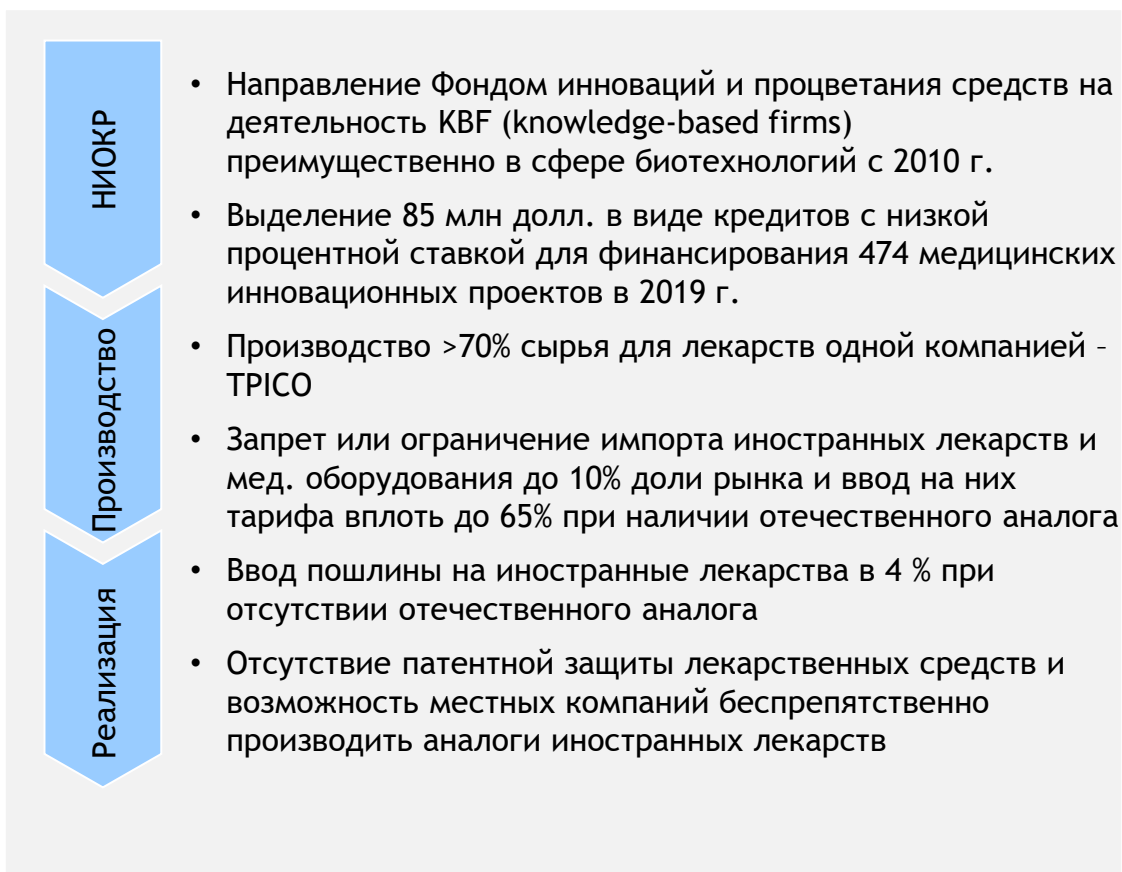 НИОКР
• Направление Фондом инноваций и процветания средств на
деятельность KBF (knowledge-based firms)
преимущественно в сфере биотехнологий с 2010 г.
• Выделение 85 млн долл. в виде кредитов с низкой
процентной ставкой для финансирования 474 медицинских
инновационных проектов в 2019 г.
Производство
• Производство >70% сырья для лекарств одной компанией –
TPICO
• Запрет или ограничение импорта иностранных лекарств и
мед. оборудования до 10% доли рынка и ввод на них
тарифа вплоть до 65% при наличии отечественного аналога
Реализация
• Ввод пошлины на иностранные лекарства в 4 % при
отсутствии отечественного аналога
• Отсутствие патентной защиты лекарственных средств и
возможность местных компаний беспрепятственно
производить аналоги иностранных лекарств